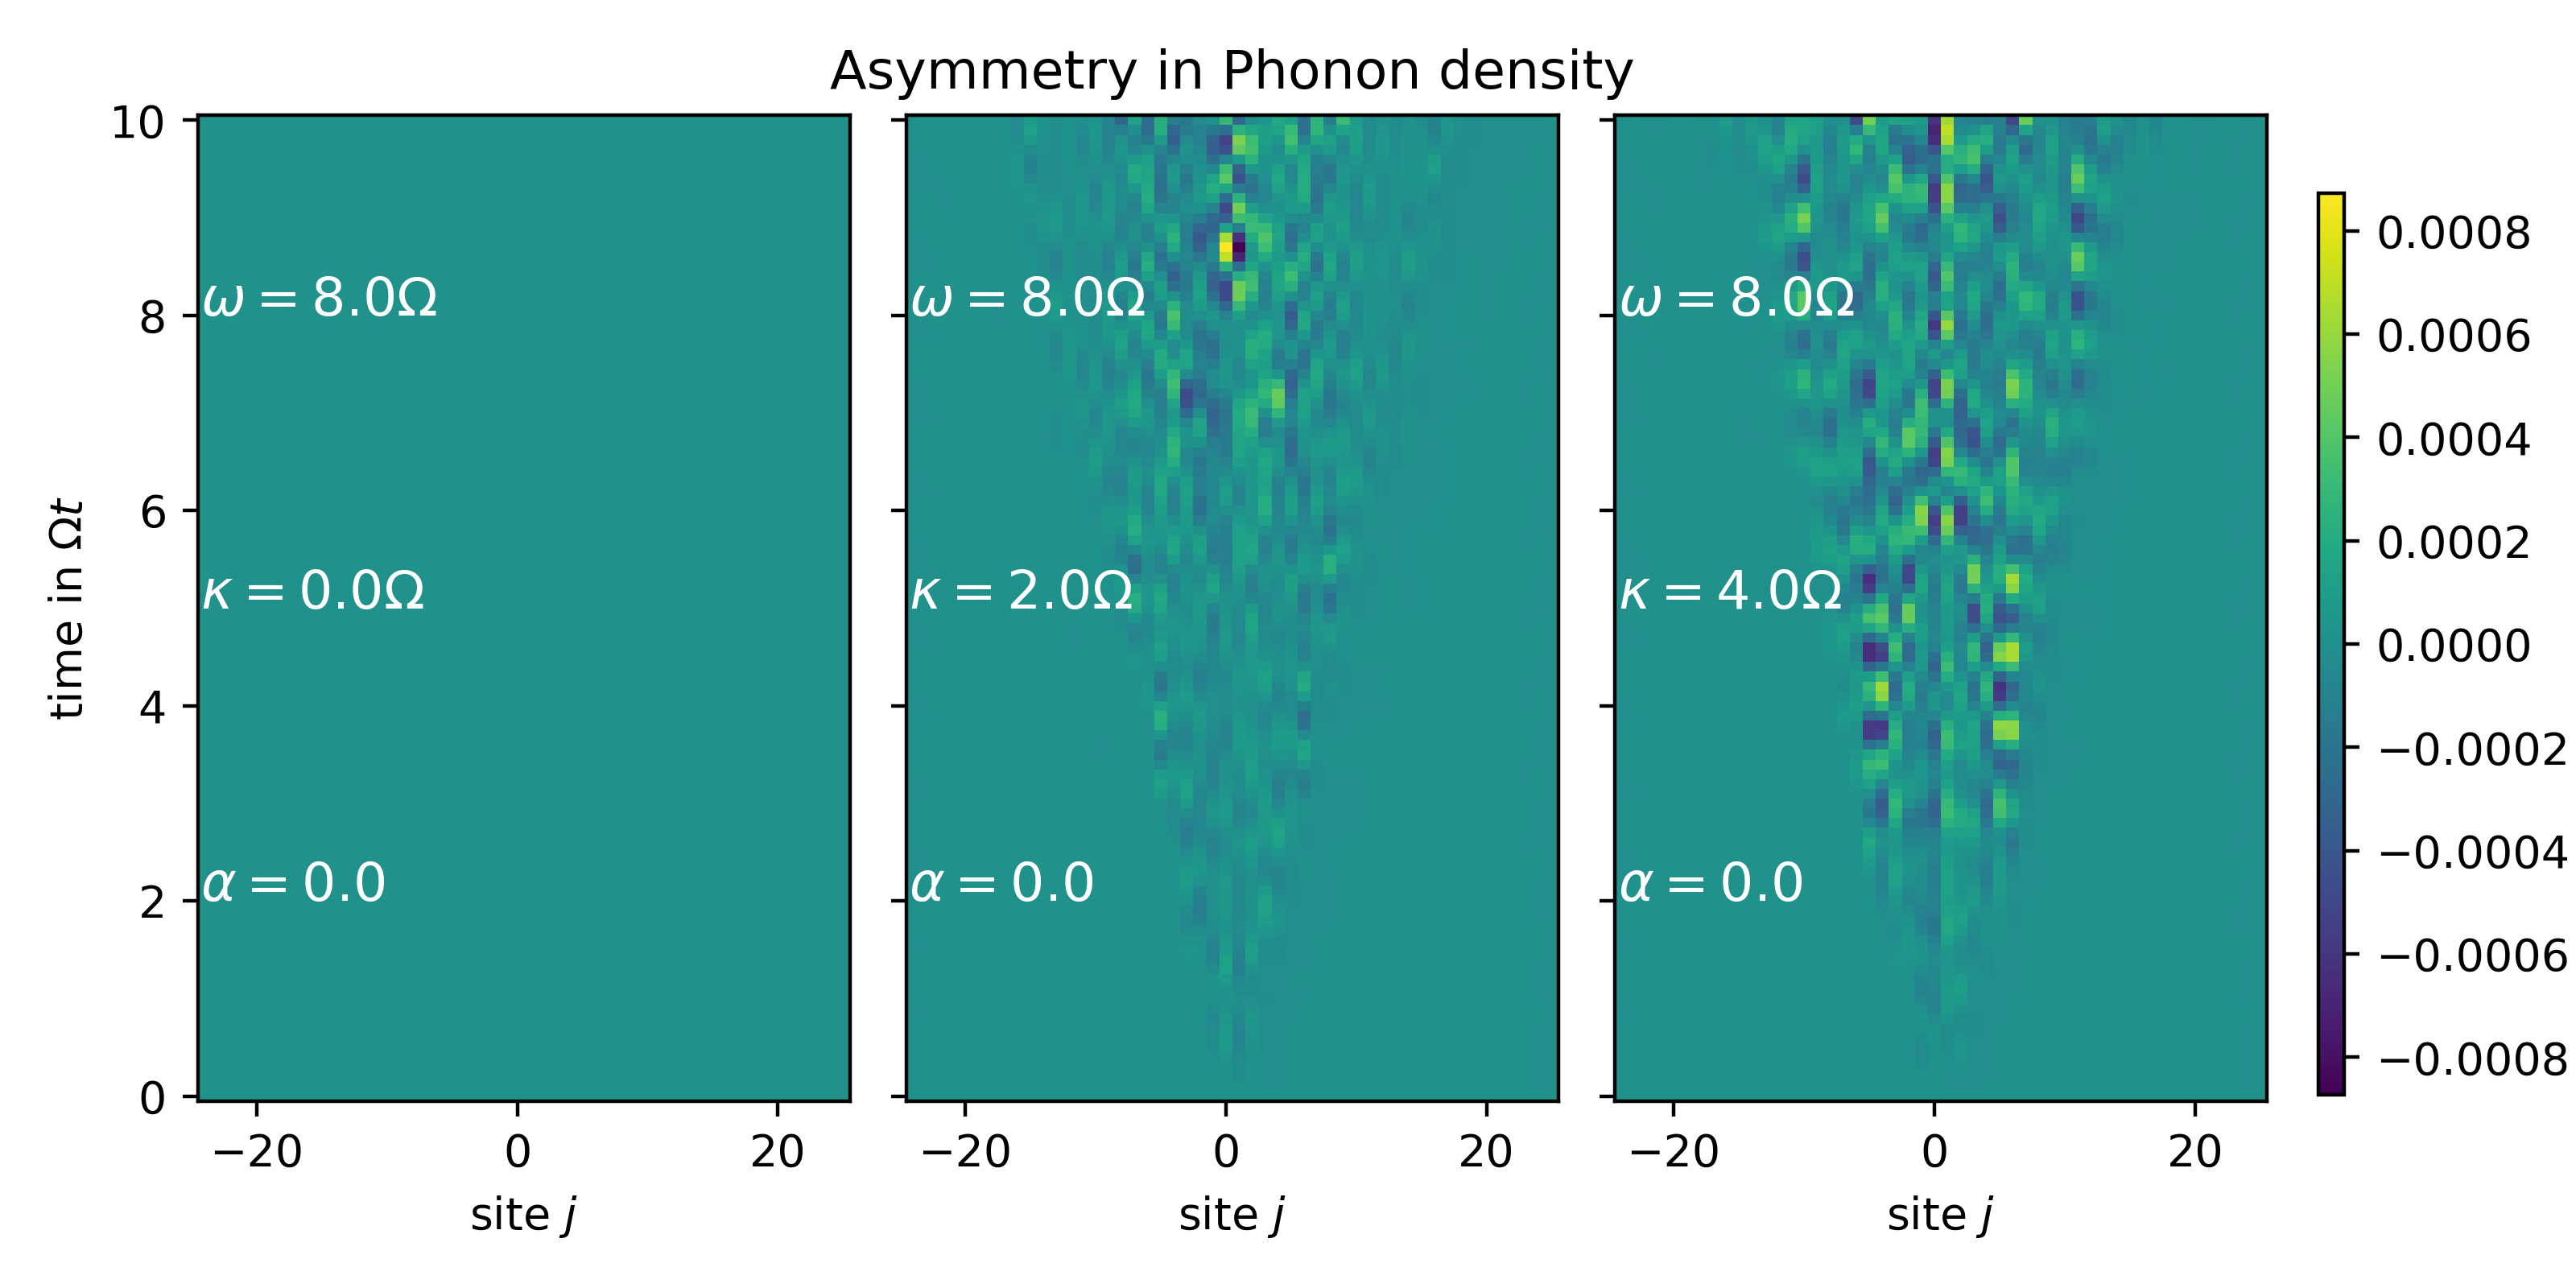 Asymmetry in Phonon density
10
8
6
4
2
0
time in Ωt
ω = 8.0Ω
κ = 0.0Ω
α = 0.0
−20 0 20
site j
ω = 8.0Ω
κ = 2.0Ω
α = 0.0
−20 0 20
site j
ω = 8.0Ω
κ = 4.0Ω
α = 0.0
−20 0 20
site j
0.0008
0.0006
0.0004
0.0002
0.0000
−0.0002
−0.0004
−0.0006
−0.0008